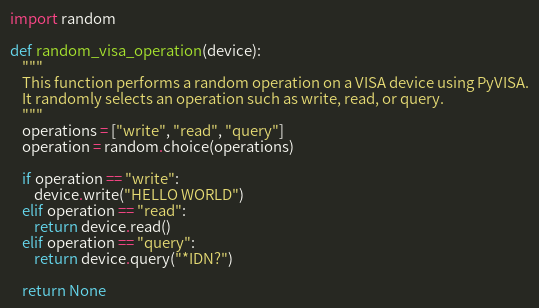 import random

def random_visa_operation(device):
    """
    This function performs a random operation on a VISA device using PyVISA.
    It randomly selects an operation such as write, read, or query.
    """
    operations = ["write", "read", "query"]
    operation = random.choice(operations)

    if operation == "write":
        device.write("HELLO WORLD")
    elif operation == "read":
        return device.read()
    elif operation == "query":
        return device.query("*IDN?")

    return None